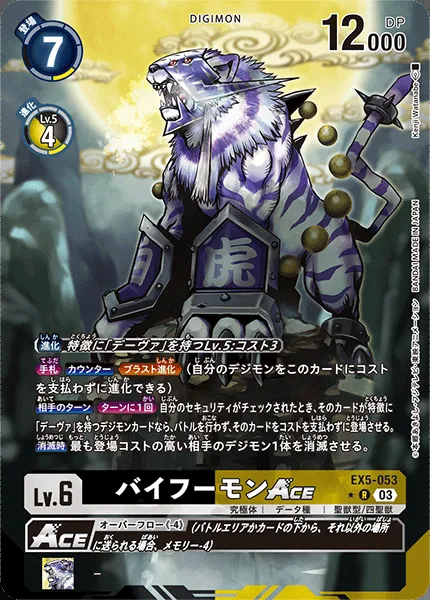 登場
7
DIGIMON
12000
DP
進化
Lv.5
4
Kenji Watanabe
BANDAI MADE IN JAPAN
虎
進化 特徴に「デーヴァ」を持つLv.5:コスト3
手札 カウンター ブラスト進化 (自分のデジモンをこのカードにコスト
を支払わずに進化できる)
相手のターン ターンに1回 自分のセキュリティがチェックされたとき、そのカードが特徴に
「デーヴァ」を持つデジモンカードなら、バトルを行わず、そのカードをコストを支払わずに登場させる。
消滅時 最も登場コストの高い相手のデジモン1体を消滅させる。
Lv.6
バイフーモンACE
EX5-053
R
03
究極体 データ種 聖獣型/四聖獣
ACE
オーバーフロー《-4》 (バトルエリアかカードの下から、それ以外の場所
に送られる場合、メモリー-4)
-